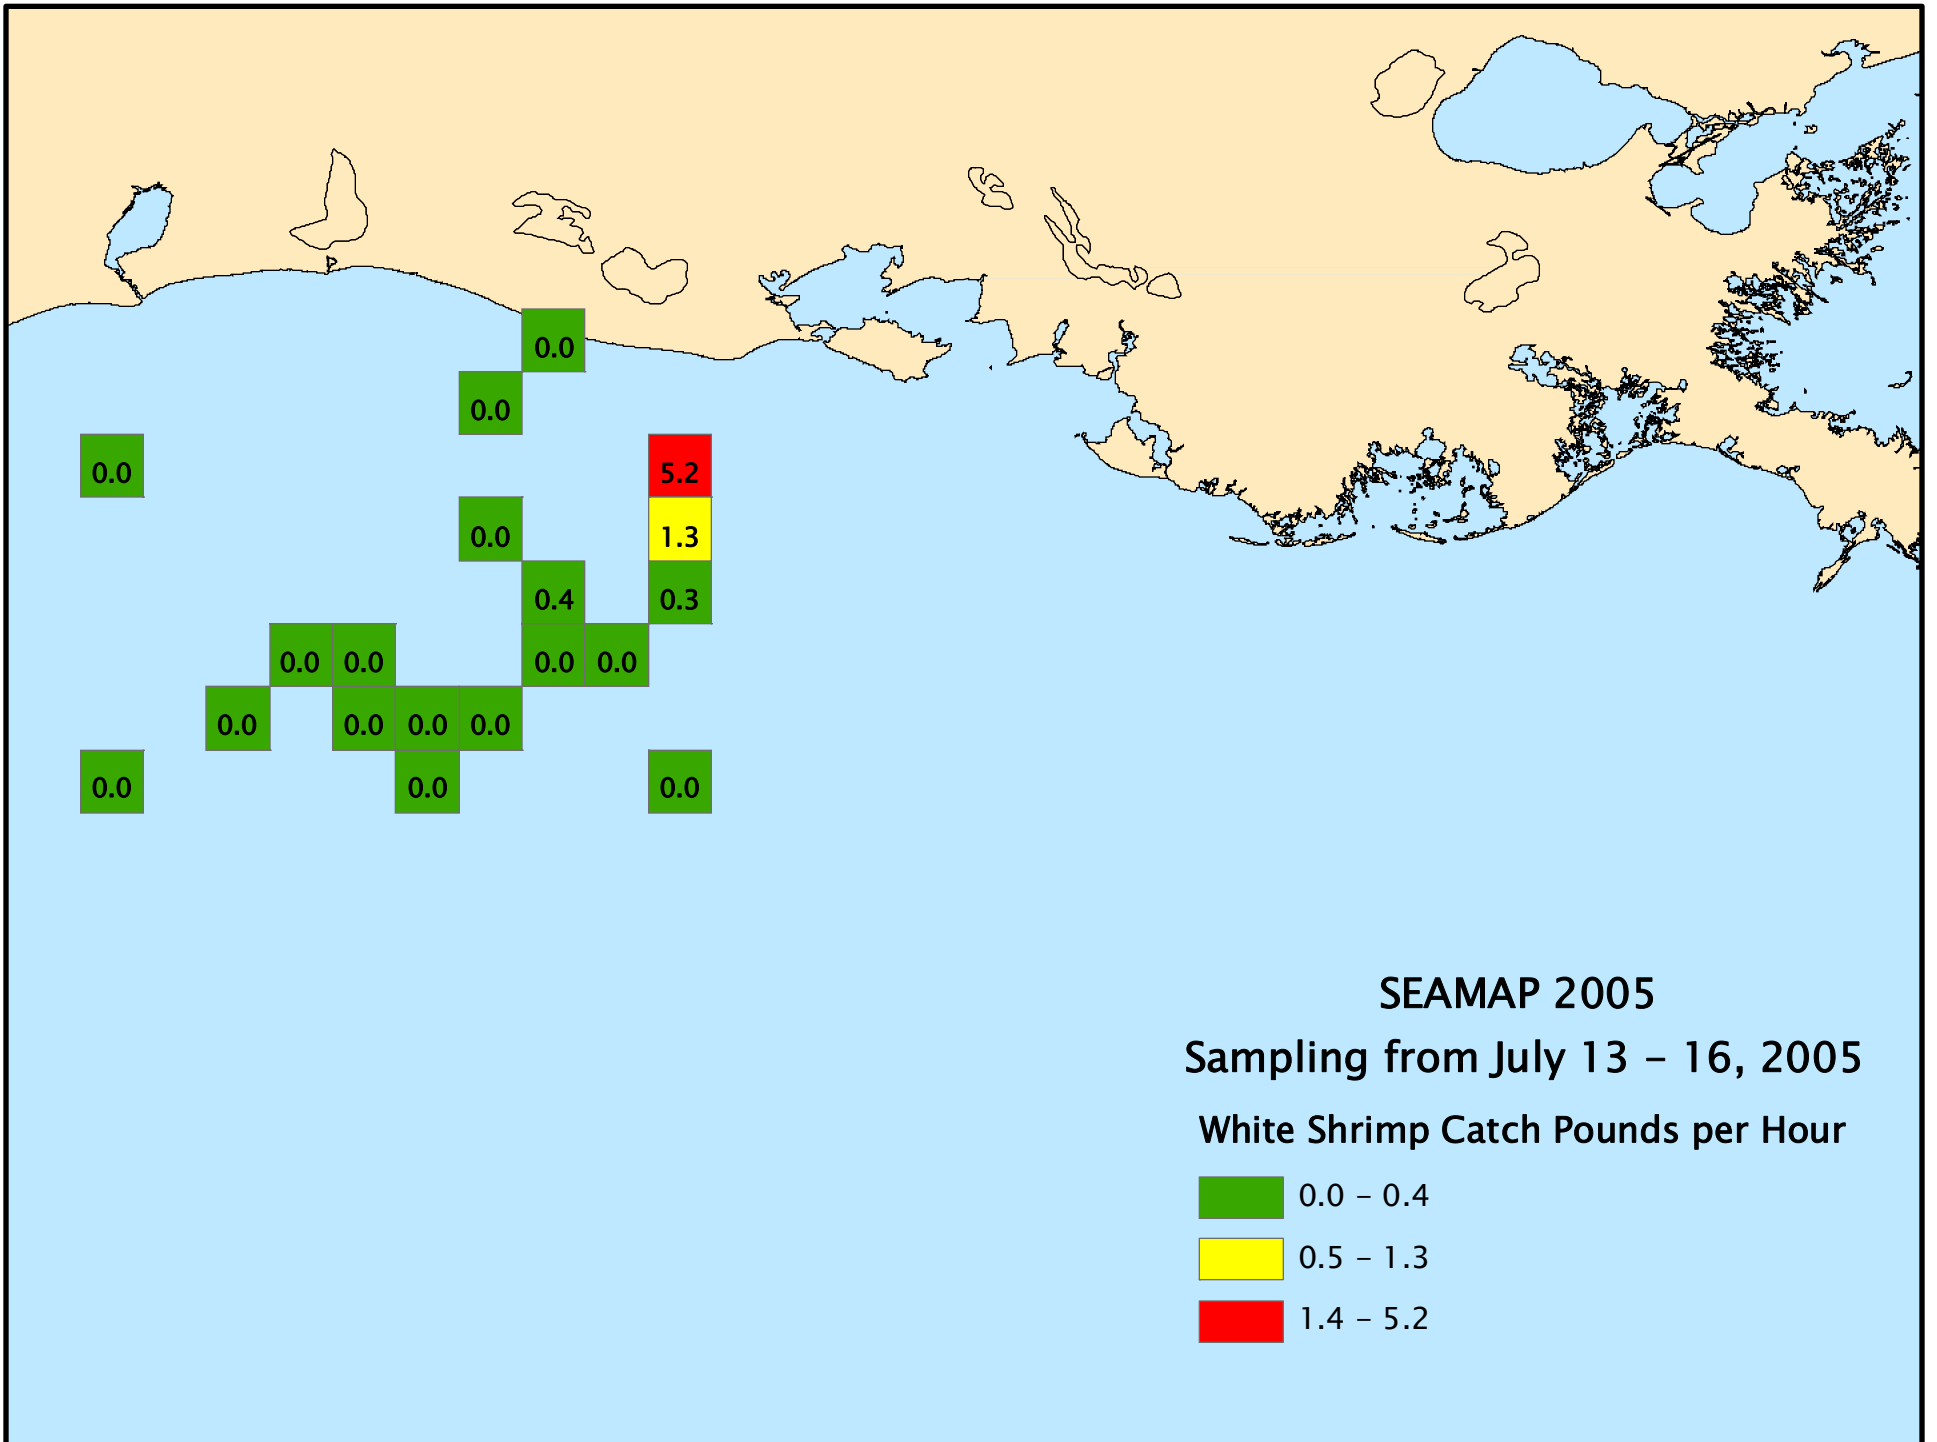 0.0
0.0
0.0 5.2
0.0 1.3
0.4 0.3
0.0 0.0 0.0 0.0
0.0 0.0 0.0 0.0
0.0 0.0 0.0
SEAMAP 2005
Sampling from July 13 - 16, 2005
White Shrimp Catch Pounds per Hour
0.0 - 0.4
0.5 - 1.3
1.4 - 5.2